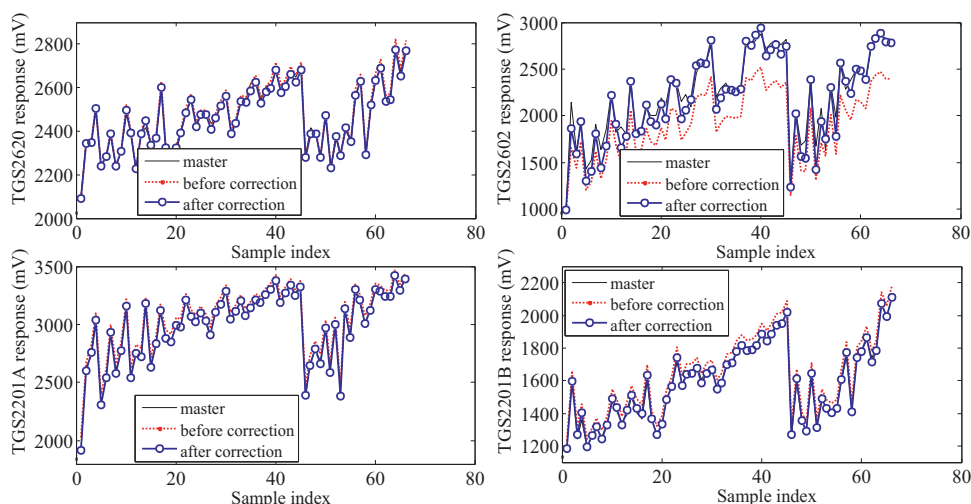 TGS2620 response (mV)
2800
2600
2400
2200
2000
0
20
40
60
80
Sample index
master
before correction
after correction
TGS2602 response (mV)
3000
2500
2000
1500
1000
0
20
40
60
80
Sample index
master
before correction
after correction
TGS2201A response (mV)
3500
3000
2500
2000
0
20
40
60
80
Sample index
master
before correction
after correction
TGS2201B response (mV)
2200
2000
1800
1600
1400
1200
0
20
40
60
80
Sample index
master
before correction
after correction